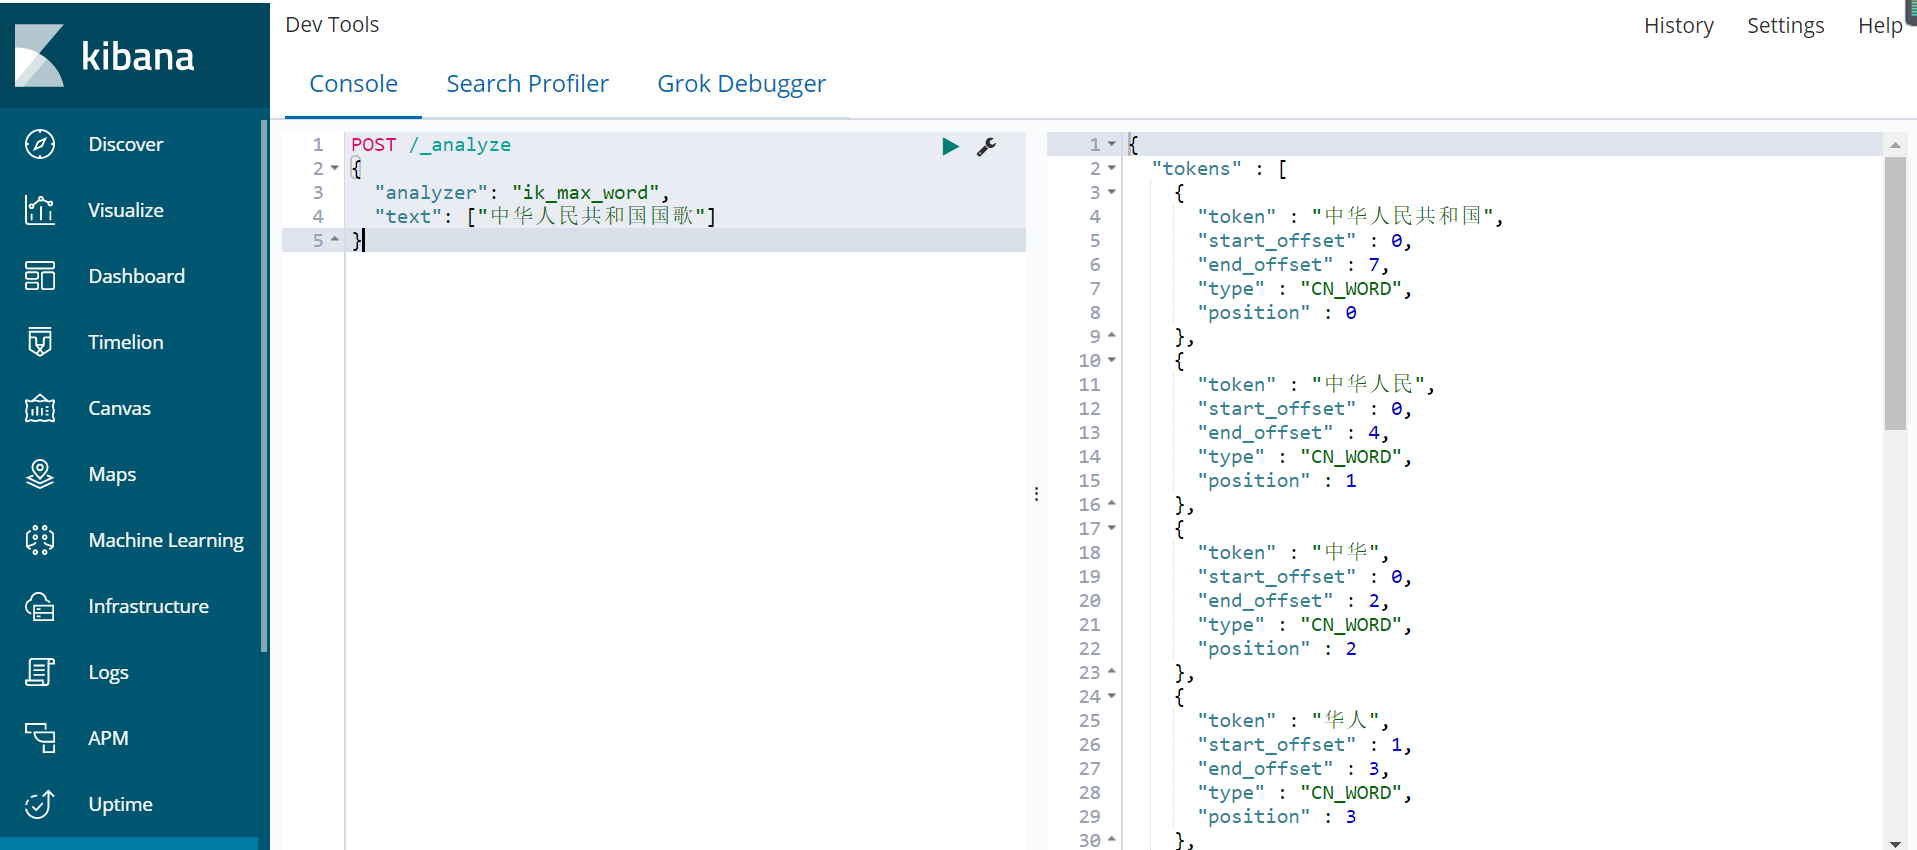 kibana
Discover
Visualize
Dashboard
Timelion
Canvas
Maps
Machine Learning
Infrastructure
Logs
APM
Uptime
Dev Tools
History Settings Help
Console Search Profiler Grok Debugger
1 POST /_analyze
2 {
3 "analyzer": "ik_max_word",
4 "text": ["中华人民共和国国歌"]
5 }
1 {
2 "tokens" : [
3 {
4 "token" : "中华人民共和国",
5 "start_offset" : 0,
6 "end_offset" : 7,
7 "type" : "CN_WORD",
8 "position" : 0
9 },
10 {
11 "token" : "中华人民",
12 "start_offset" : 0,
13 "end_offset" : 4,
14 "type" : "CN_WORD",
15 "position" : 1
16 },
17 {
18 "token" : "中华",
19 "start_offset" : 0,
20 "end_offset" : 2,
21 "type" : "CN_WORD",
22 "position" : 2
23 },
24 {
25 "token" : "华人",
26 "start_offset" : 1,
27 "end_offset" : 3,
28 "type" : "CN_WORD",
29 "position" : 3
30 },